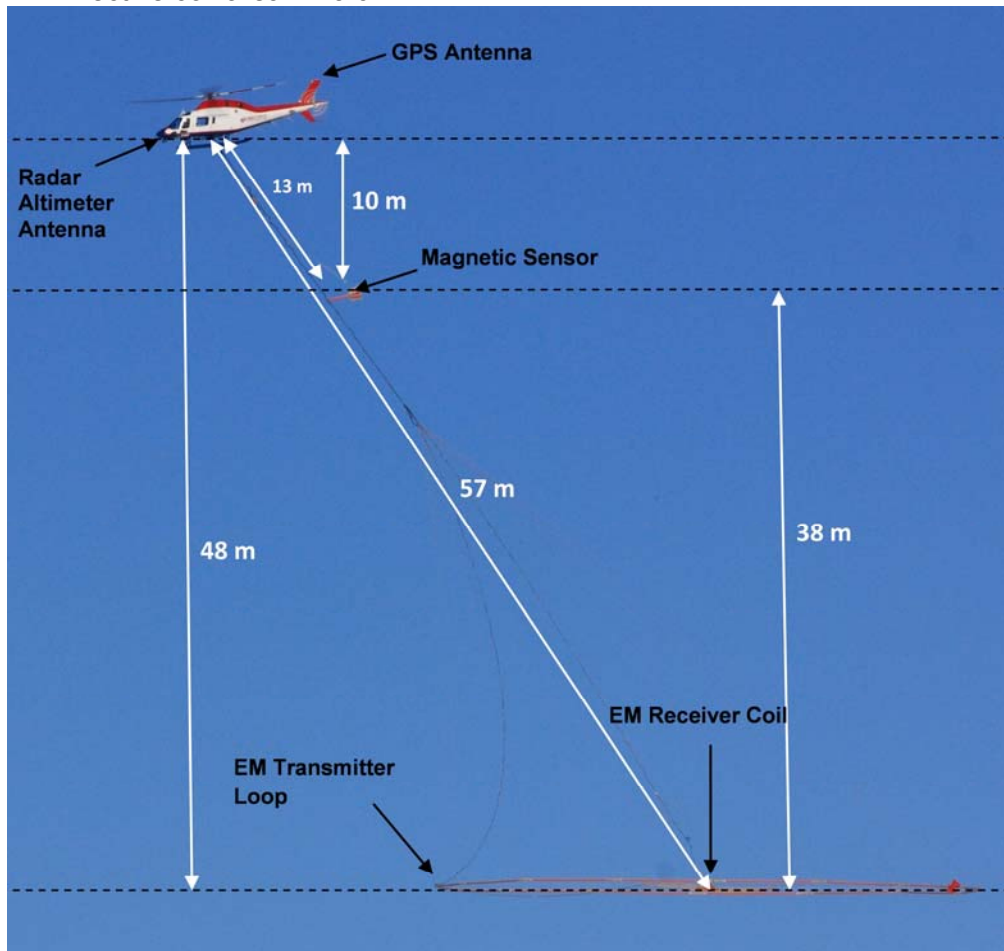 GPS Antenna
Radar
Altimeter
Antenna
13 m
10 m
Magnetic Sensor
57 m
48 m
38 m
EM Receiver Coil
EM Transmitter
Loop